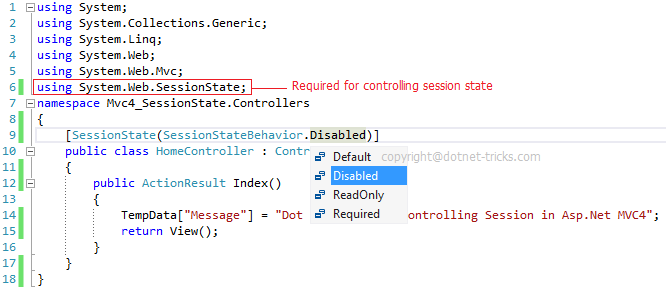 1 using System;
2 using System.Collections.Generic;
3 using System.Linq;
4 using System.Web;
5 using System.Web.Mvc;
6 using System.Web.SessionState; Required for controlling session state
7 namespace Mvc4_SessionState.Controllers
8 {
9 [SessionState(SessionStateBehavior.Disabled)]
10 public class HomeController : Contr
Default copyright@dotnet-tricks.com
11 {
Disabled
12 public ActionResult Index()
ReadOnly
13 {
14 TempData["Message"] = "Dot ontrolling Session in Asp.Net MVC4";
Required
15 return View();
16 }
17 }
18 }